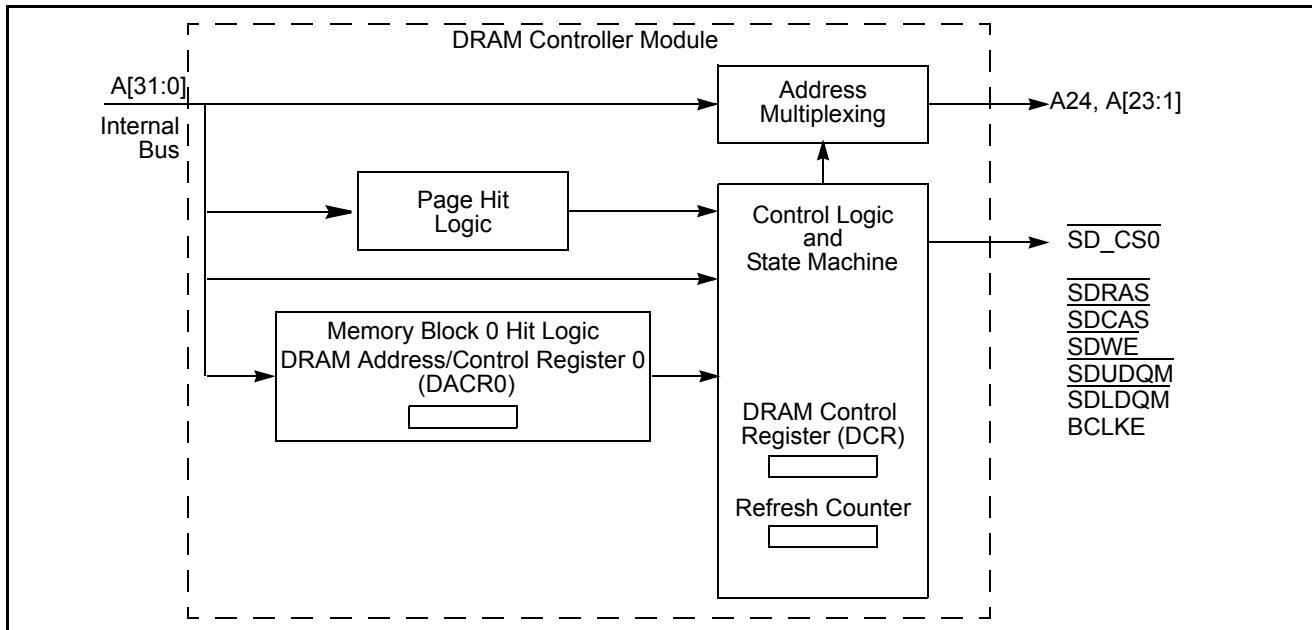 DRAM Controller Module
A[31:0]
Internal
Bus
Address
Multiplexing
A24, A[23:1]
Page Hit
Logic
Control Logic
and
State Machine
SD_CS0
SDRAS
SDCAS
SDWE
SDUDQM
SDLDQM
BCLKE
Memory Block 0 Hit Logic
DRAM Address/Control Register 0
(DACR0)
DRAM Control
Register (DCR)
Refresh Counter